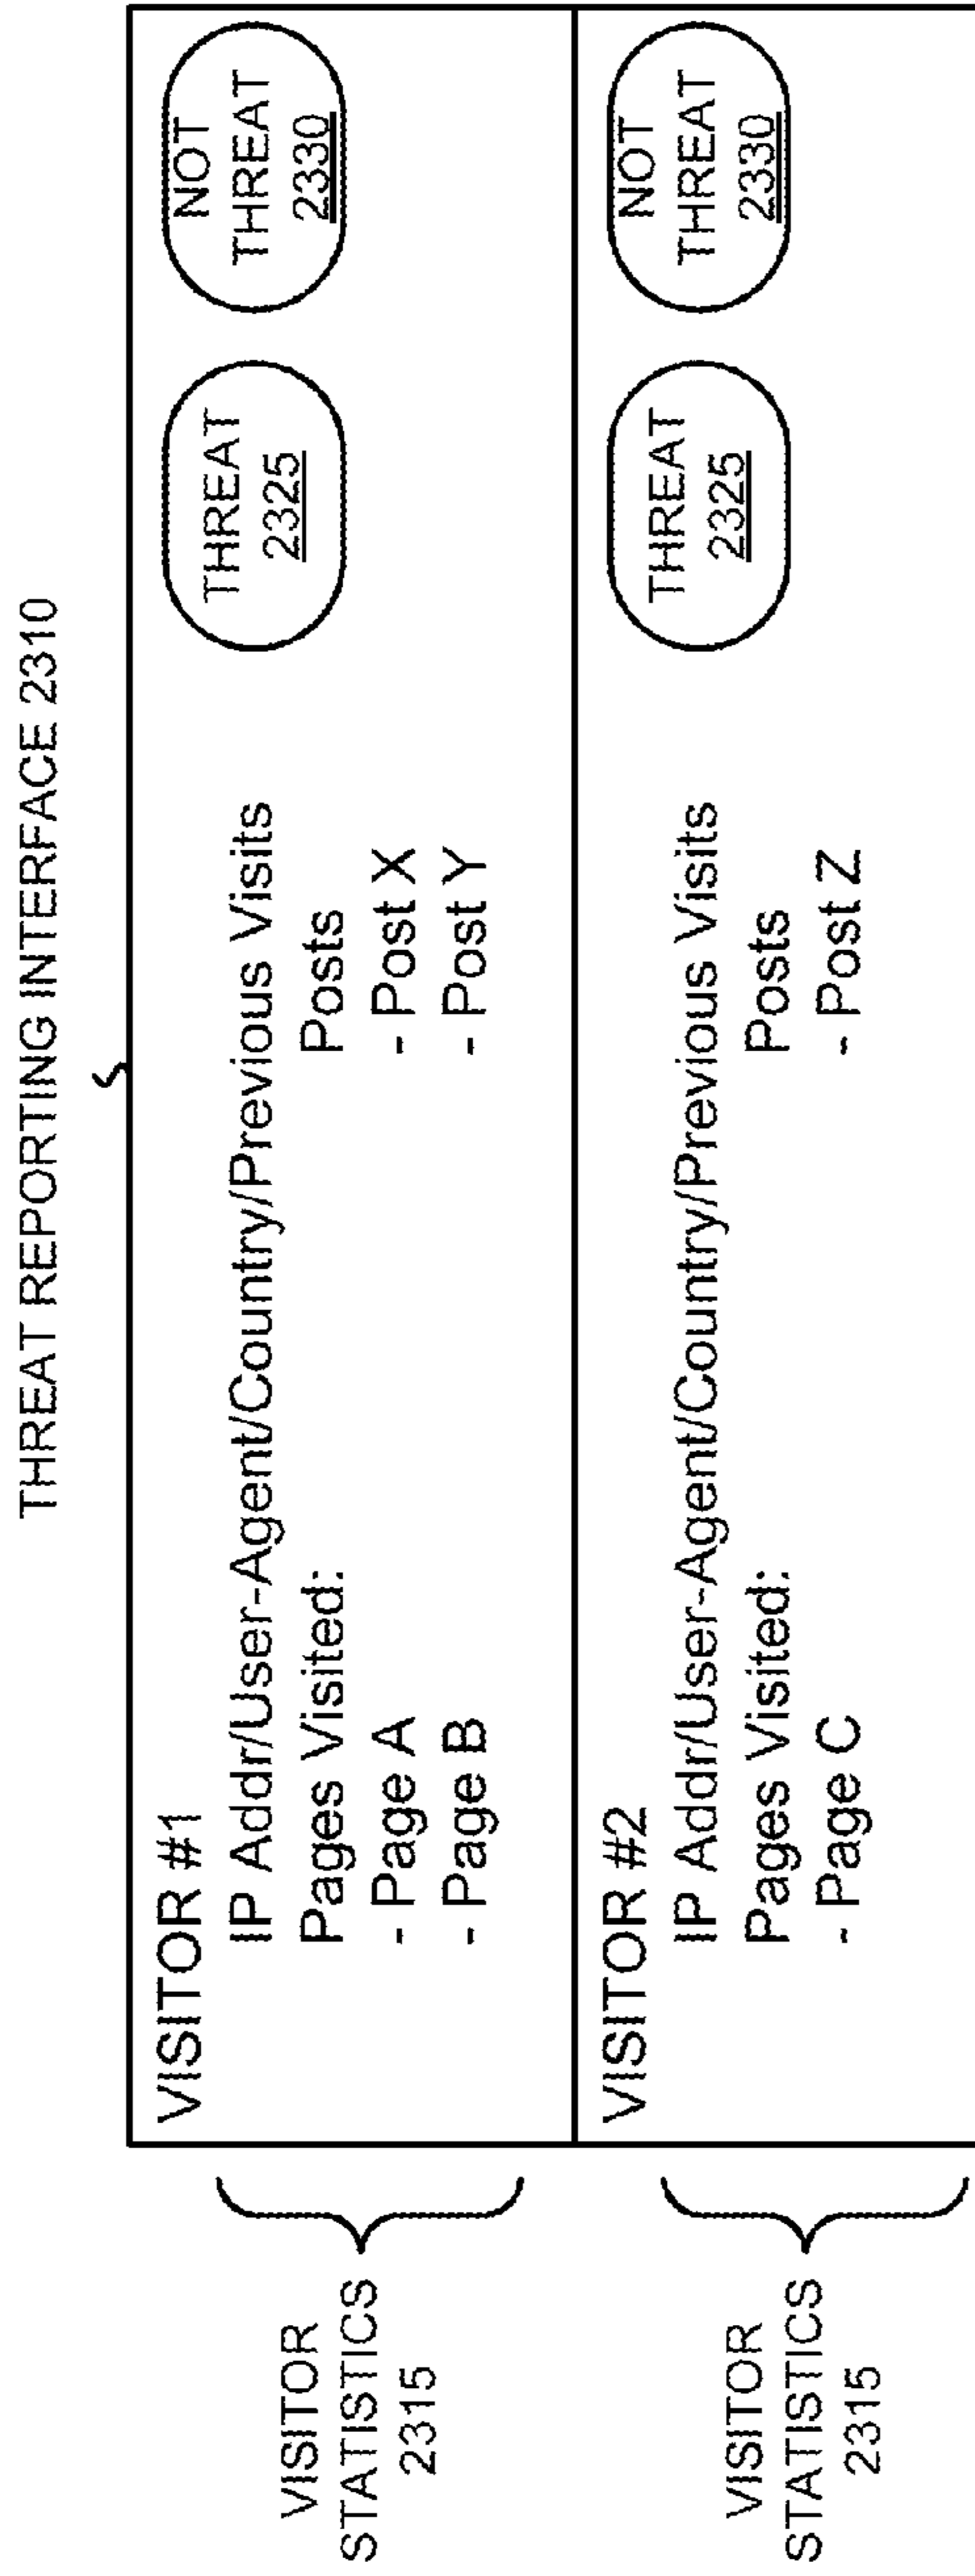 THREAT REPORTING INTERFACE 2310
VISITOR #1
IP Addr/User-Agent/Country/Previous Visits
Pages Visited:
- Page A
- Page B
Posts
- Post X
- Post Y
THREAT
2325
NOT
THREAT
2330
VISITOR
STATISTICS
2315
VISITOR #2
IP Addr/User-Agent/Country/Previous Visits
Pages Visited:
- Page C
Posts
- Post Z
THREAT
2325
NOT
THREAT
2330
VISITOR
STATISTICS
2315